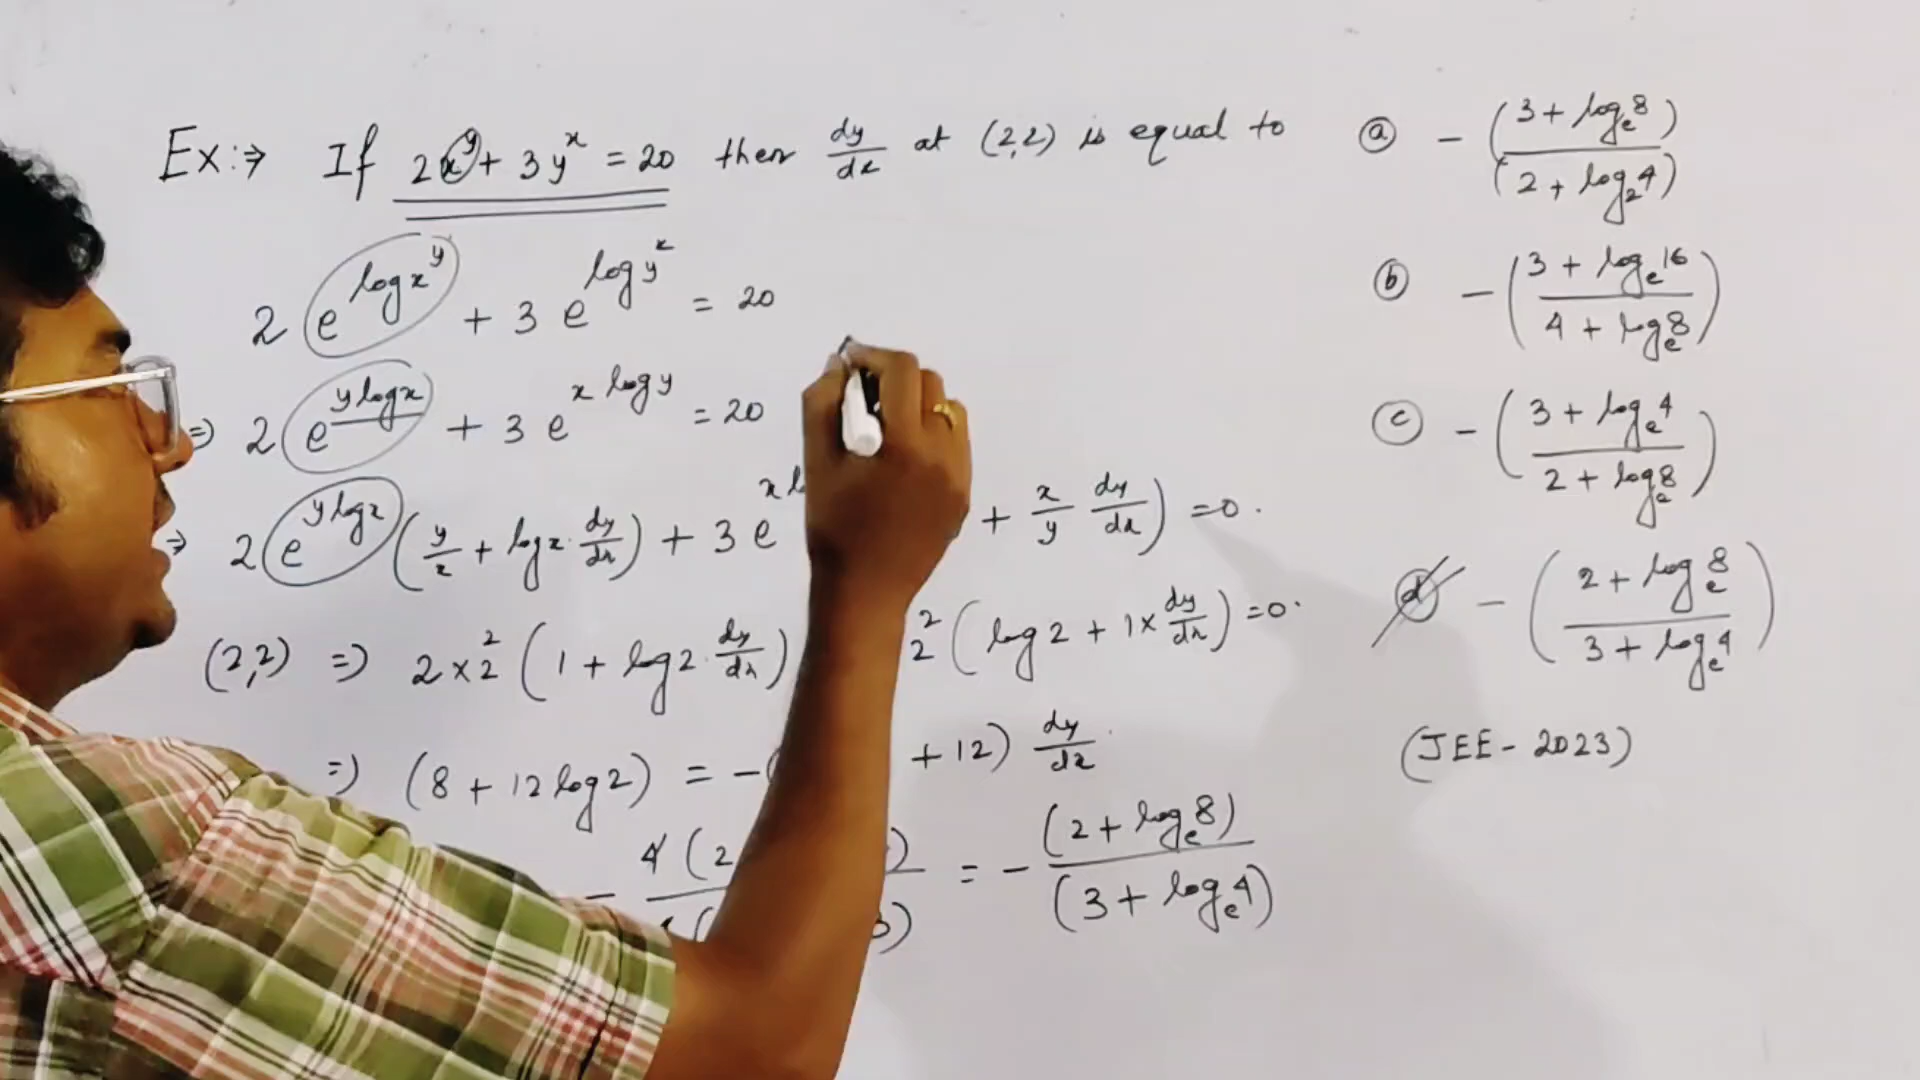 Ex:⇒ If 2x^y + 3y^x = 20 then dy/dx at (2,2) is equal to
2 e^(log x^y) + 3 e^(log y^x) = 20
⇒ 2 e^(y log x) + 3 e^(x log y) = 20
⇒ 2 e^(y log x) (y/x + log x · dy/dx) + 3 e^x + x/y dy/dx) = 0.
(2,2) ⇒ 2 × 2^2 (1 + log 2 · dy/dx) 2^2 (log 2 + 1 × dy/dx) = 0.
⇒ (8 + 12 log 2) = -( + 12) dy/dx
- 4 (2 ) / ( 3) = - (2 + log_e 8) / (3 + log_e 4)
ⓐ - (3 + log_e 8) / (2 + log_2 4)
ⓑ - (3 + log_e 16 / 4 + log_e 8)
ⓒ - (3 + log_e 4 / 2 + log_e 8)
ⓓ - (2 + log_e 8 / 3 + log_e 4)
(JEE - 2023)